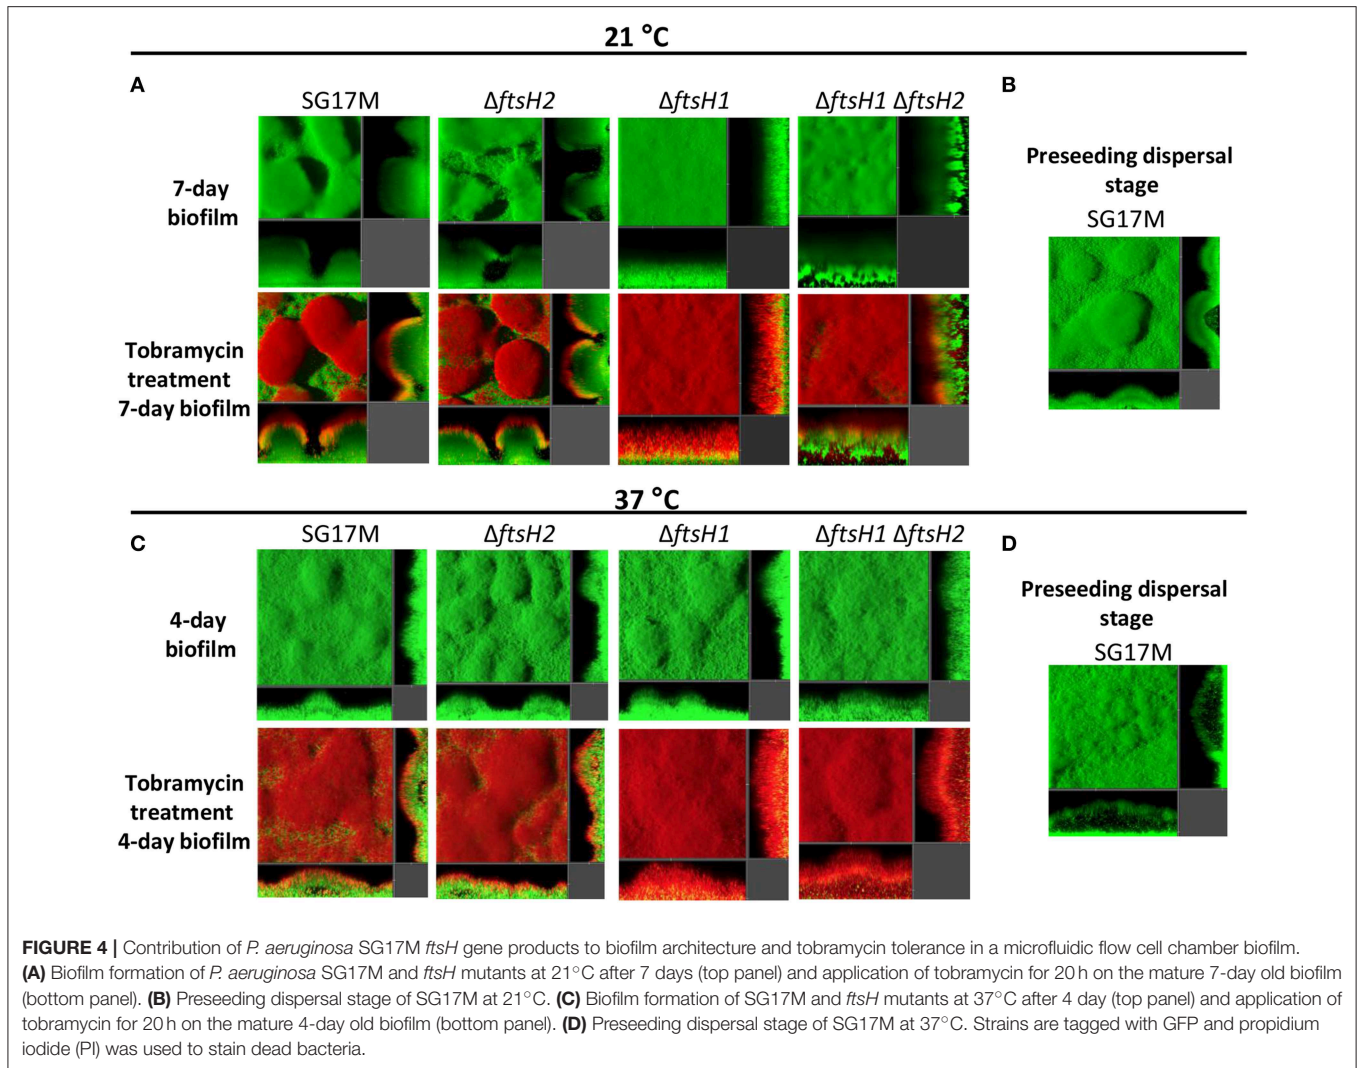 21 °C
A
SG17M
ΔftsH2
ΔftsH1
ΔftsH1 ΔftsH2
7-day
biofilm
Tobramycin
treatment
7-day biofilm
B
Preseeding dispersal
stage
SG17M
37 °C
C
SG17M
ΔftsH2
ΔftsH1
ΔftsH1 ΔftsH2
4-day
biofilm
Tobramycin
treatment
4-day biofilm
D
Preseeding dispersal
stage
SG17M
FIGURE 4 | Contribution of P. aeruginosa SG17M ftsH gene products to biofilm architecture and tobramycin tolerance in a microfluidic flow cell chamber biofilm.
(A) Biofilm formation of P. aeruginosa SG17M and ftsH mutants at 21°C after 7 days (top panel) and application of tobramycin for 20 h on the mature 7-day old biofilm
(bottom panel). (B) Preseeding dispersal stage of SG17M at 21°C. (C) Biofilm formation of SG17M and ftsH mutants at 37°C after 4 day (top panel) and application of
tobramycin for 20 h on the mature 4-day old biofilm (bottom panel). (D) Preseeding dispersal stage of SG17M at 37°C. Strains are tagged with GFP and propidium
iodide (PI) was used to stain dead bacteria.